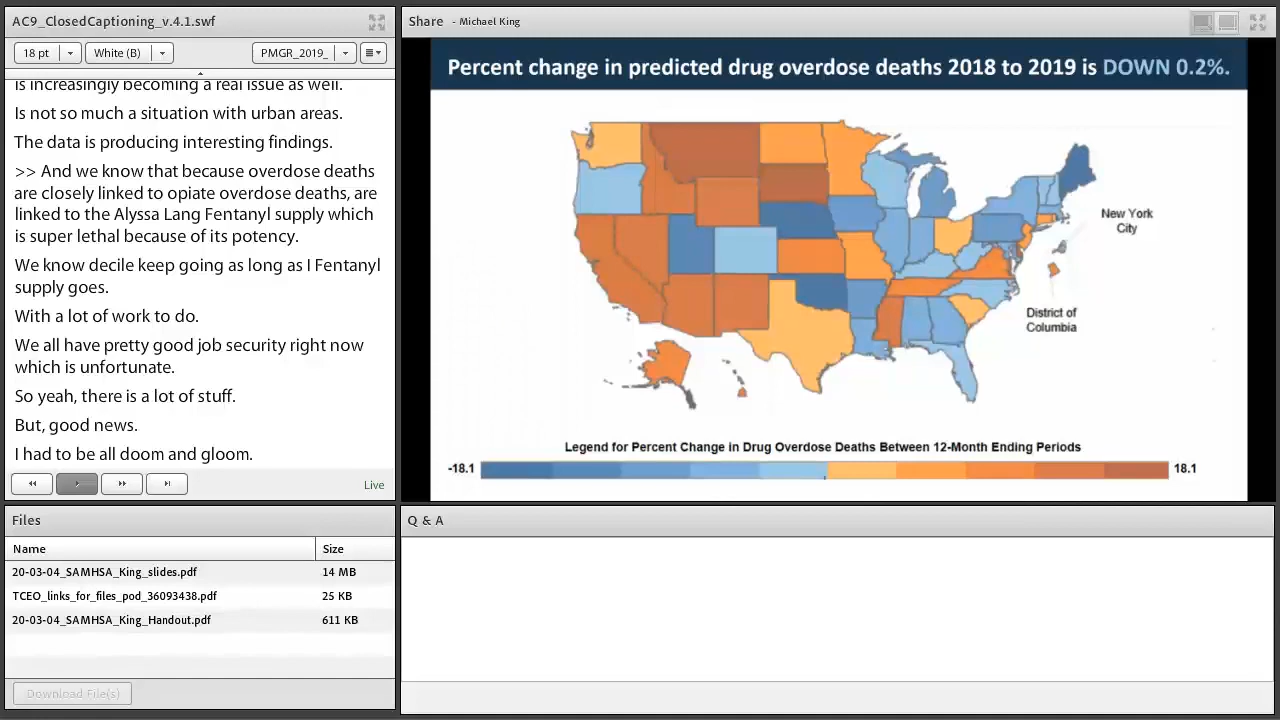 AC9_ClosedCaptioning_v.4.1.swf
18 pt
White (B)
PMGR_2019_
is increasingly becoming a real issue as well.
Is not so much a situation with urban areas.
The data is producing interesting findings.
>> And we know that because overdose deaths
are closely linked to opiate overdose deaths, are
linked to the Alyssa Lang Fentanyl supply which
is super lethal because of its potency.
We know decile keep going as long as I Fentanyl
supply goes.
With a lot of work to do.
We all have pretty good job security right now
which is unfortunate.
So yeah, there is a lot of stuff.
But, good news.
I had to be all doom and gloom.
Live
Share - Michael King
Percent change in predicted drug overdose deaths 2018 to 2019 is DOWN 0.2%.
New York
City
District of
Columbia
Legend for Percent Change in Drug Overdose Deaths Between 12-Month Ending Periods
-18.1 18.1
Files
Name Size
20-03-04_SAMHSA_King_slides.pdf 14 MB
TCEO_links_for_files_pod_36093438.pdf 25 KB
20-03-04_SAMHSA_King_Handout.pdf 611 KB
Download File(s)
Q & A